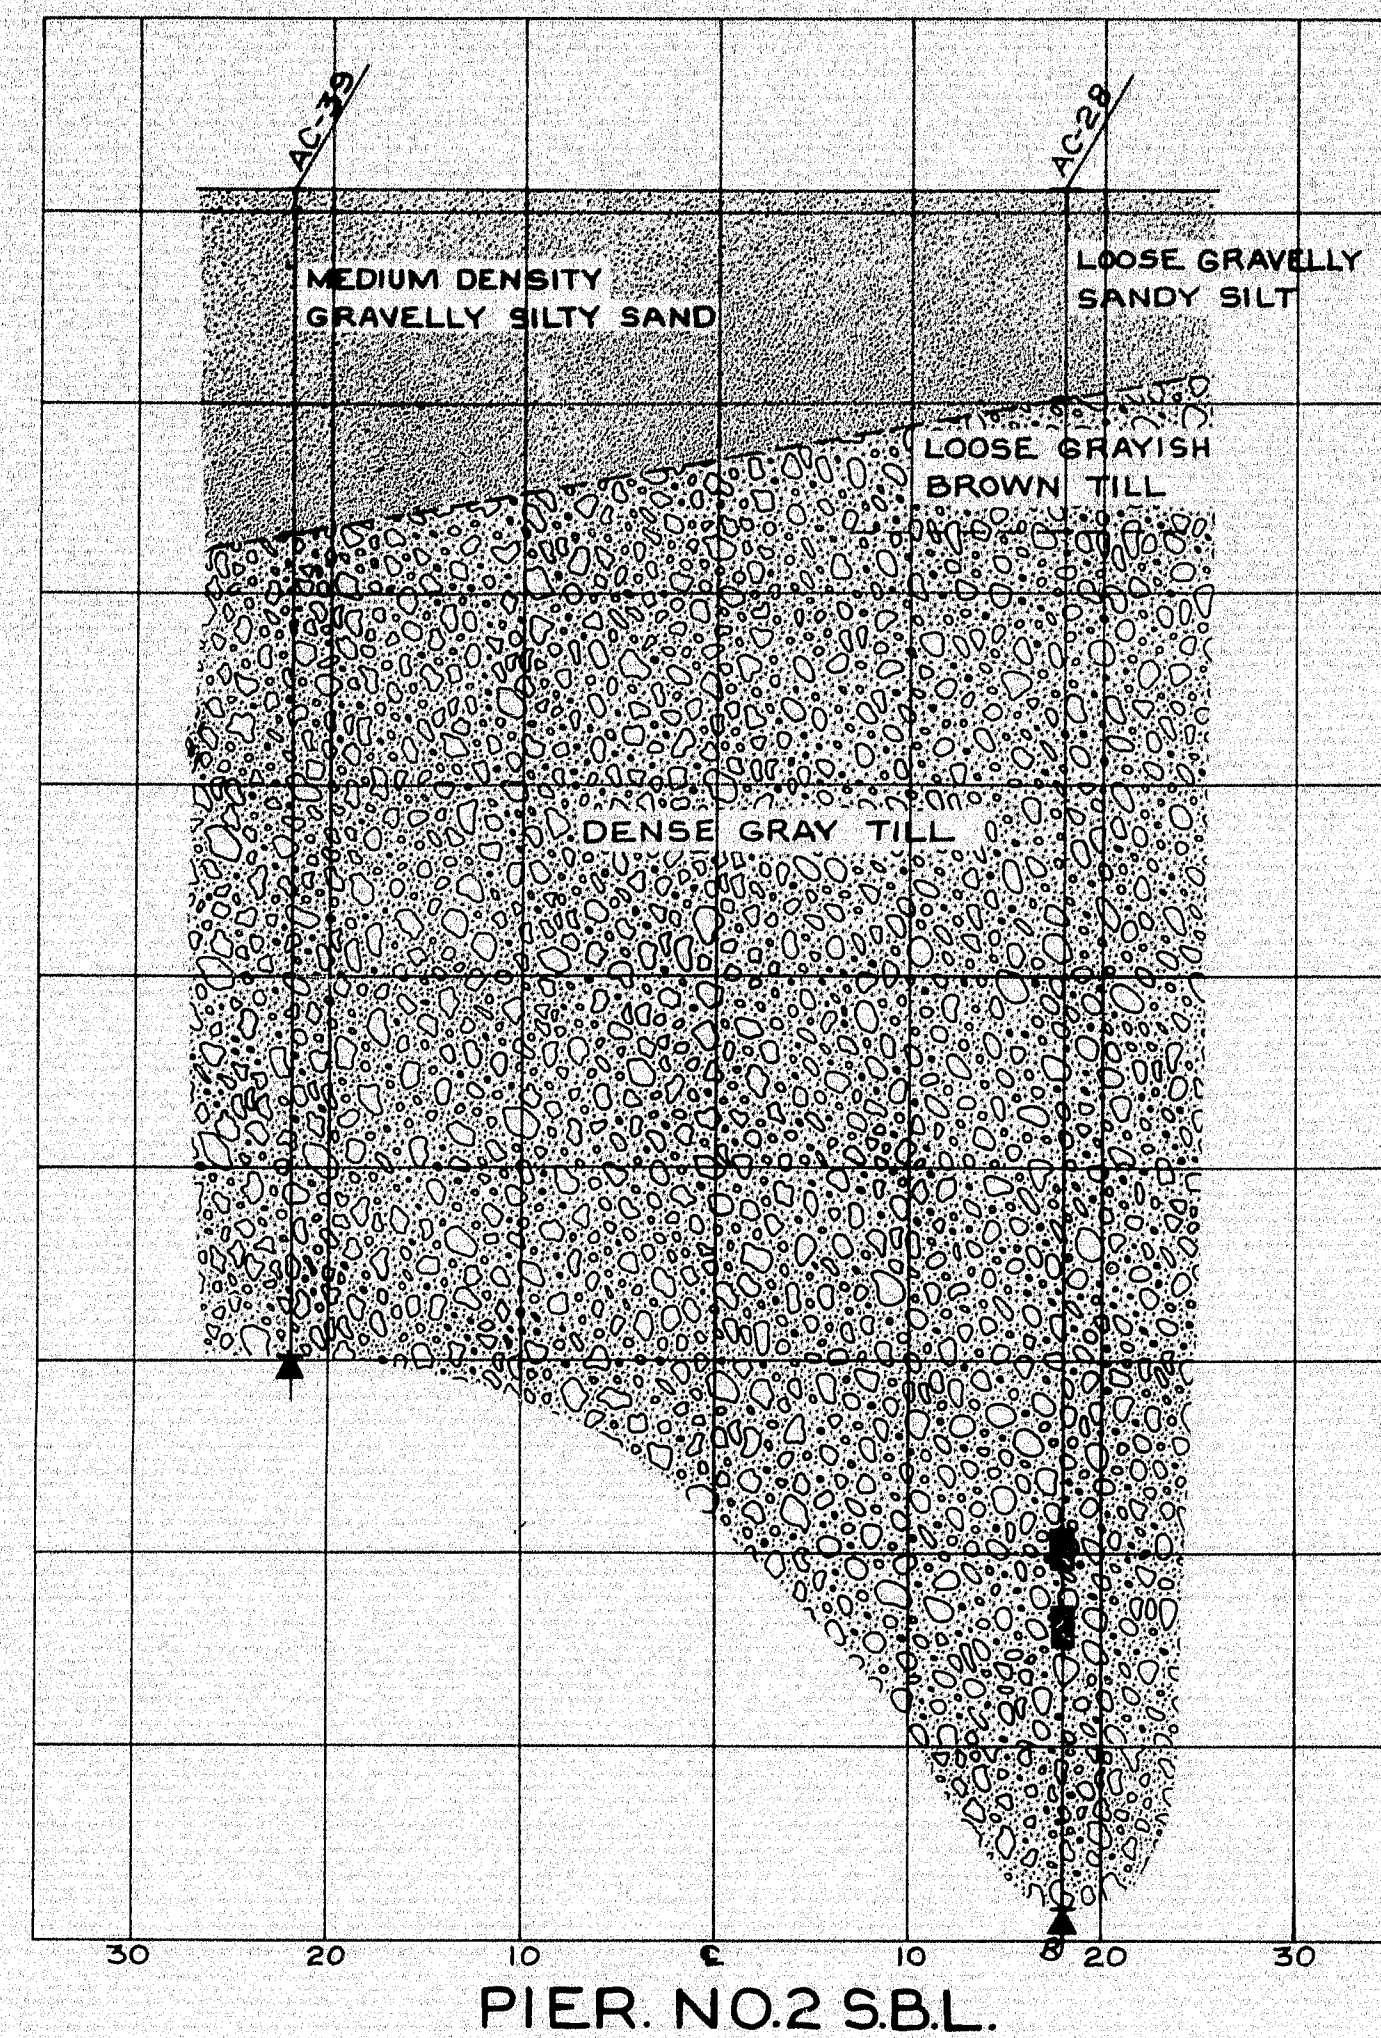 AC-39
AC-28
MEDIUM DENSITY
GRAVELLY SILTY SAND
LOOSE GRAVELLY
SANDY SILT
LOOSE GRAYISH
BROWN TILL
DENSE GRAY TILL
30 20 10 ℄ 10 20 30
PIER. NO.2 S.B.L.